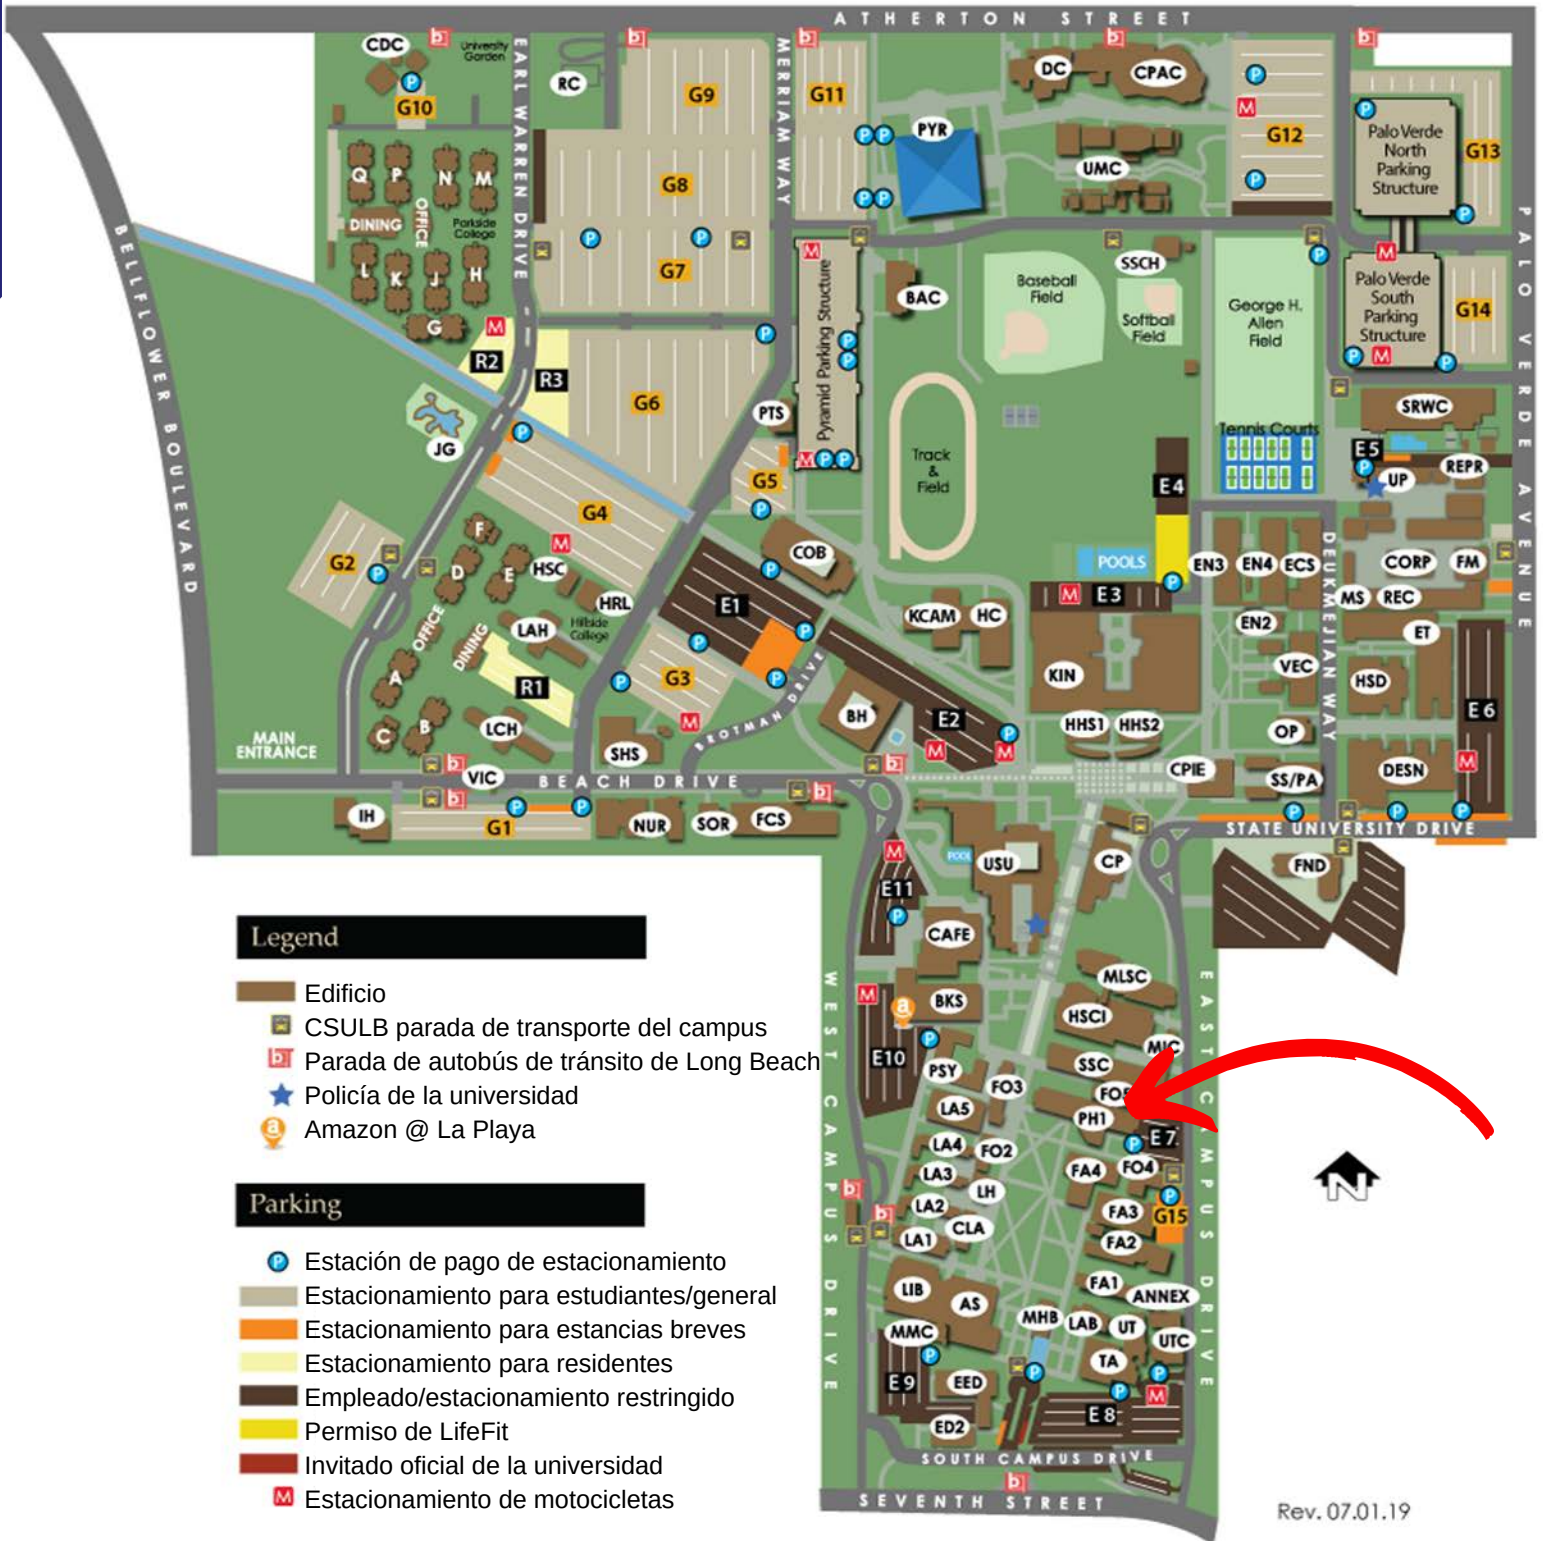 ATHERTON STREET
CDC
University
Garden
G10
EARL WARREN DRIVE
RC
G9
MERRIAM WAY
G11
DC
CPAC
PYR
UMC
G12
Palo Verde
North
Parking
Structure
G13
PALO VERDE AVENUE
BELLFLOWER BOULEVARD
Q
P
N
M
DINING
OFFICE
Parkside
College
L
K
J
H
G
G8
G7
Pyramid Parking Structure
BAC
Baseball
Field
SSCH
Softball
Field
George H.
Allen
Field
Palo Verde
South
Parking
Structure
G14
R2
R3
G6
JG
PTS
SRWC
Tennis Courts
Track
&
Field
E5
REPR
UP
G5
E4
G4
G2
F
D
E
HSC
HRL
COB
POOLS
EN3
EN4
ECS
DEUKMEJIAN WAY
CORP
FM
MS
REC
E1
E3
KCAM
HC
EN2
ET
OFFICE
DINING
LAH
Hillside
College
A
B
C
R1
G3
KIN
VEC
HSD
BROTMAN DRIVE
BH
E2
HHS1
HHS2
OP
E6
MAIN
ENTRANCE
LCH
SHS
VIC
BEACH DRIVE
CPIE
SS/PA
DESN
IH
G1
NUR
SOR
FCS
STATE UNIVERSITY DRIVE
POOL
USU
CP
FND
E11
CAFE
WEST CAMPUS DRIVE
EAST CAMPUS DRIVE
MLSC
BKS
HSCI
E10
MIC
PSY
SSC
FO3
FO5
LA5
PH1
E7
LA4
FO2
LA3
FA4
FO4
LH
LA2
FA3
G15
CLA
LA1
FA2
LIB
AS
FA1
ANNEX
MHB
LAB
UT
MMC
UTC
TA
E9
EED
E8
ED2
SOUTH CAMPUS DRIVE
SEVENTH STREET
Legend
Edificio
CSULB parada de transporte del campus
Parada de autobús de tránsito de Long Beach
Policía de la universidad
Amazon @ La Playa
Parking
Estación de pago de estacionamiento
Estacionamiento para estudiantes/general
Estacionamiento para estancias breves
Estacionamiento para residentes
Empleado/estacionamiento restringido
Permiso de LifeFit
Invitado oficial de la universidad
Estacionamiento de motocicletas
N
Rev. 07.01.19